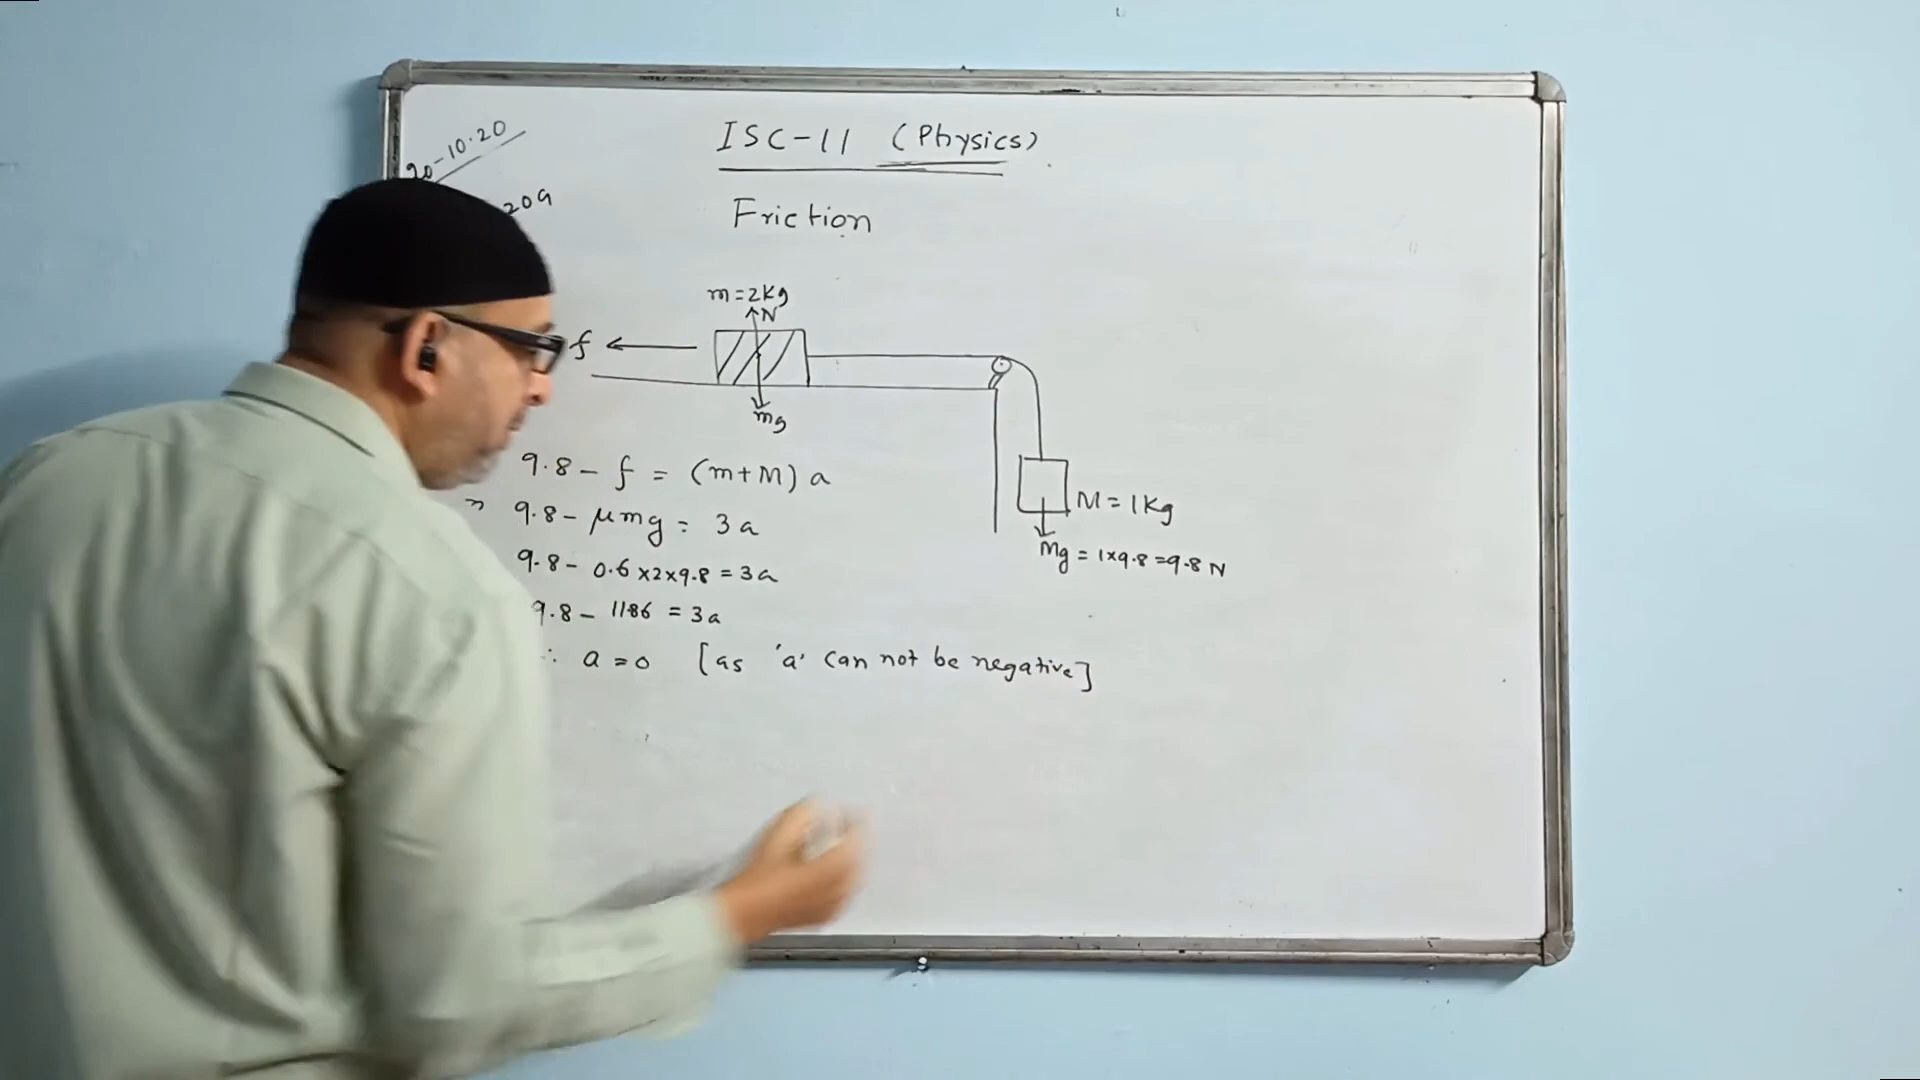 20-10.20
ISC-11 (Physics)
209
Friction
m=2Kg
N
f
mg
9.8 - f = (m+M) a
9.8 - μmg = 3a
M = 1Kg
9.8 - 0.6×2×9.8 = 3a
Mg = 1×9.8=9.8 N
9.8 - 11.86 = 3a
∴ a = 0 [as 'a' can not be negative]